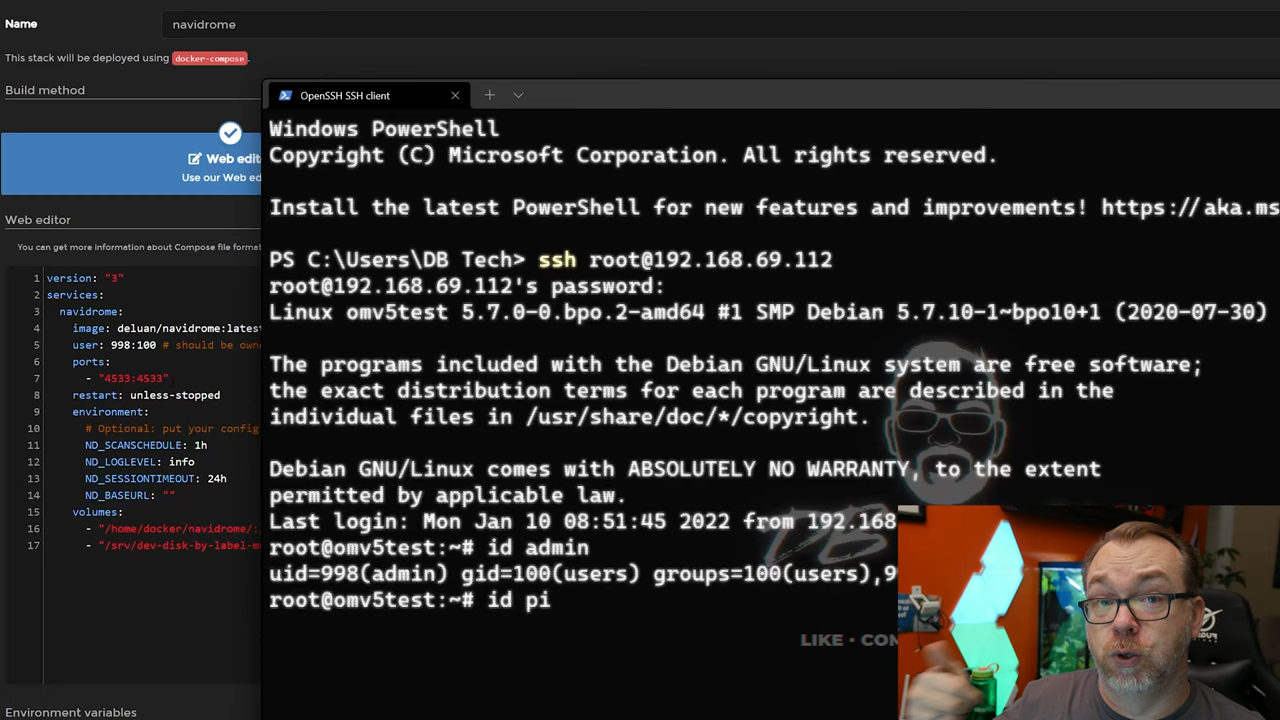 Name
navidrome
This stack will be deployed using docker-compose.
Build method
Web
Use our Web
Web editor
You can get more information about Compose file
1 version: "3"
2 services:
3 navidrome:
4 image: deluan/navidrome:latest
5 user: 998:100 # should be
6 ports:
7 - "4533:4533"
8 restart: unless-stopped
9 environment:
10 # Optional: put your config
11 ND_SCANSCHEDULE: 1h
12 ND_LOGLEVEL: info
13 ND_SESSIONTIMEOUT: 24h
14 ND_BASEURL: ""
15 volumes:
16 - "/home/docker/navidrome/:
17 - "/srv/dev-disk-by-label-
Environment variables
OpenSSH SSH client
Windows PowerShell
Copyright (C) Microsoft Corporation. All rights reserved.
Install the latest PowerShell for new features and improvements! https://aka.ms
PS C:\Users\DB Tech> ssh root@192.168.69.112
root@192.168.69.112's password:
Linux omv5test 5.7.0-0.bpo.2-amd64 #1 SMP Debian 5.7.10-1~bpo10+1 (2020-07-30)
The programs included with the Debian GNU/Linux system are free software;
the exact distribution terms for each program are described in the
individual files in /usr/share/doc/*/copyright.
Debian GNU/Linux comes with ABSOLUTELY NO WARRANTY, to the extent
permitted by applicable law.
Last login: Mon Jan 10 08:51:45 2022 from 192.168
root@omv5test:~# id admin
uid=998(admin) gid=100(users) groups=100(users),9
root@omv5test:~# id pi
DB
LIKE ·